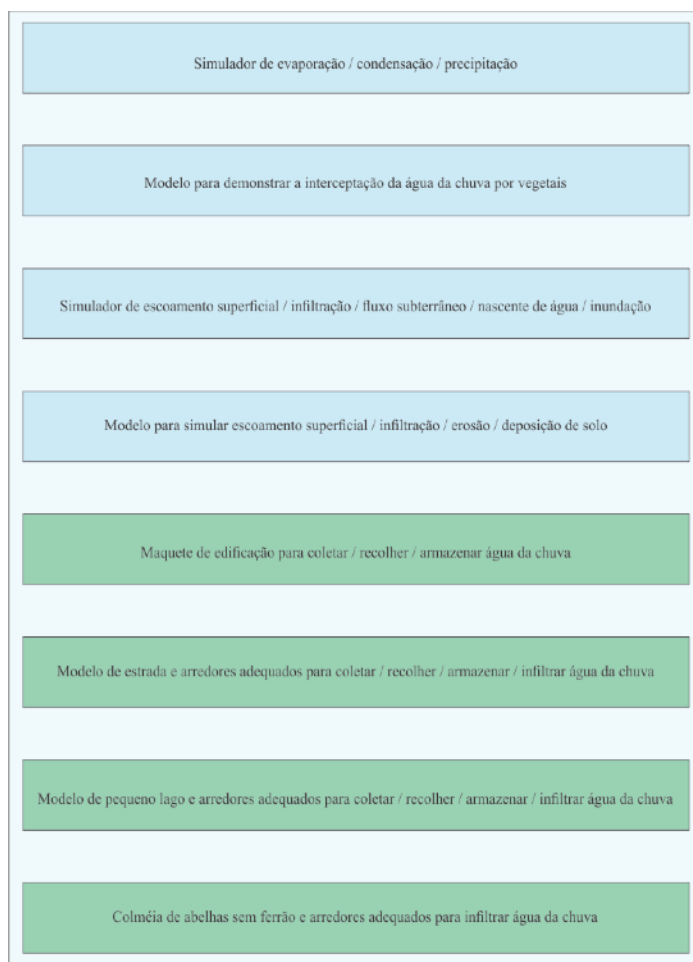 Simulador de evaporação / condensação / precipitação
Modelo para demonstrar a interceptação da água da chuva por vegetais
Simulador de escoamento superficial / infiltração / fluxo subterrâneo / nascente de água / inundação
Modelo para simular escoamento superficial / infiltração / erosão / deposição de solo
Maquete de edificação para coletar / recolher / armazenar água da chuva
Modelo de estrada e arredores adequados para coletar / recolher / armazenar / infiltrar água da chuva
Modelo de pequeno lago e arredores adequados para coletar / recolher / armazenar / infiltrar água da chuva
Colméia de abelhas sem ferrão e arredores adequados para infiltrar água da chuva